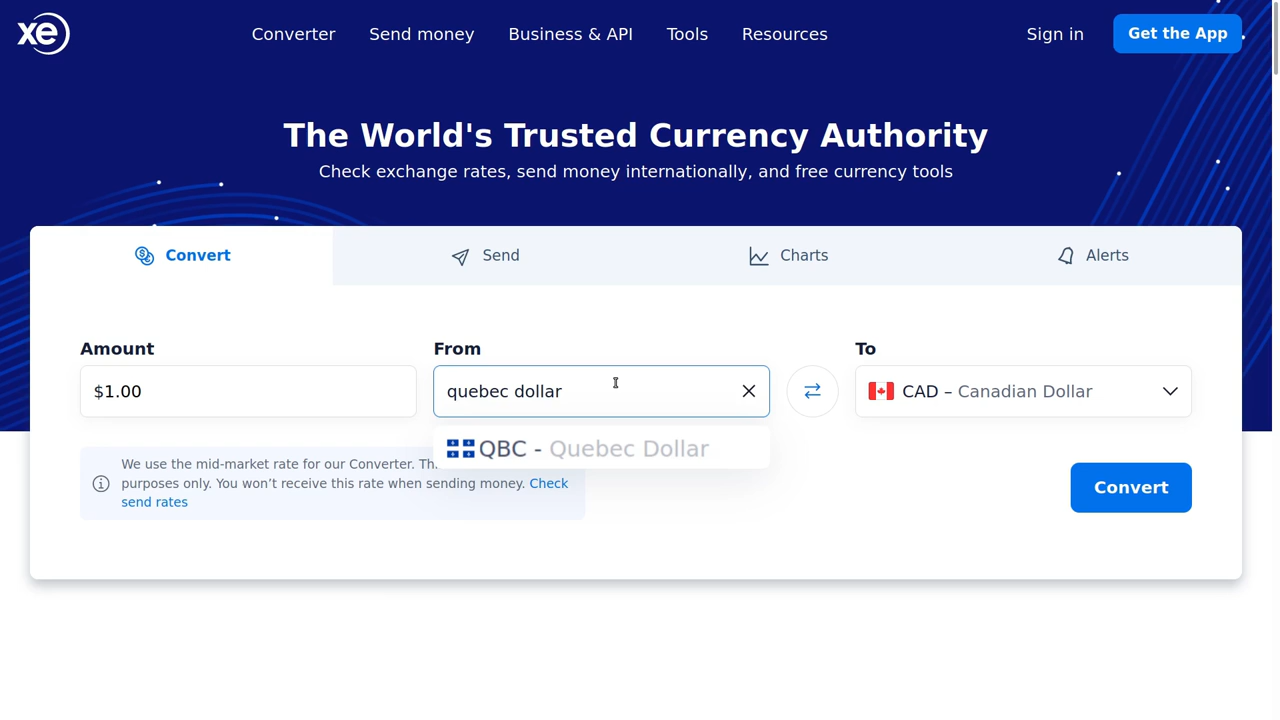 xe
Converter
Send money
Business & API
Tools
Resources
Sign in
Get the App
The World's Trusted Currency Authority
Check exchange rates, send money internationally, and free currency tools
Convert
Send
Charts
Alerts
Amount
From
To
$1.00
quebec dollar
CAD – Canadian Dollar
QBC - Quebec Dollar
We use the mid-market rate for our Converter.
purposes only. You won’t receive this rate when sending money. Check
send rates
Convert